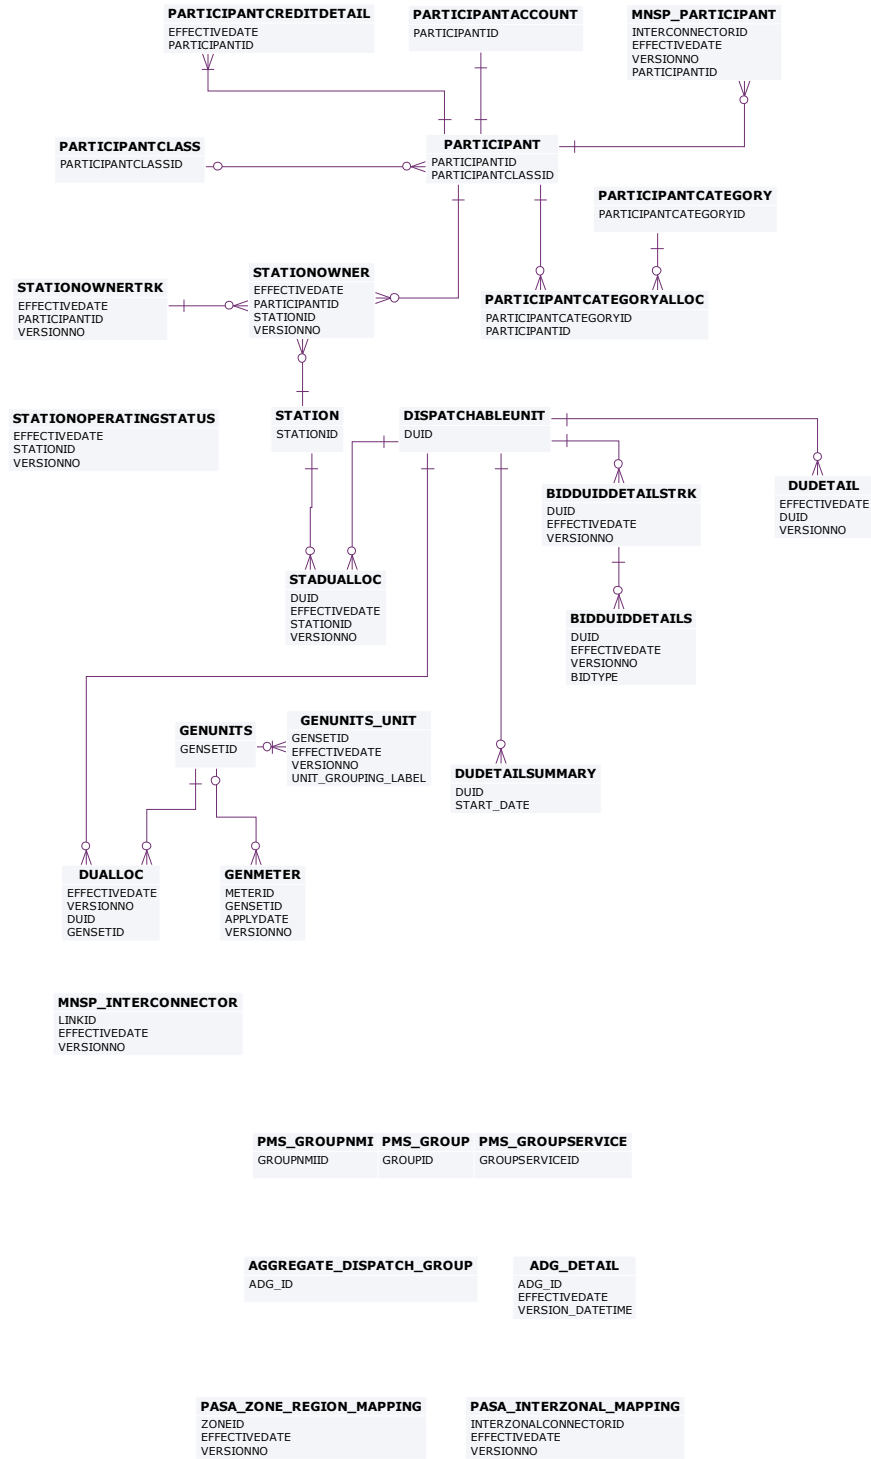 PARTICIPANTCREDITDETAIL
EFFECTIVEDATE
PARTICIPANTID
PARTICIPANTACCOUNT
PARTICIPANTID
MNSP_PARTICIPANT
INTERCONNECTORID
EFFECTIVEDATE
VERSIONNO
PARTICIPANTID
PARTICIPANTCLASS
PARTICIPANTCLASSID
PARTICIPANT
PARTICIPANTID
PARTICIPANTCLASSID
PARTICIPANTCATEGORY
PARTICIPANTCATEGORYID
STATIONOWNERTRK
EFFECTIVEDATE
PARTICIPANTID
VERSIONNO
STATIONOWNER
EFFECTIVEDATE
PARTICIPANTID
STATIONID
VERSIONNO
PARTICIPANTCATEGORYALLOC
PARTICIPANTCATEGORYID
PARTICIPANTID
STATIONOPERATINGSTATUS
EFFECTIVEDATE
STATIONID
VERSIONNO
STATION
STATIONID
DISPATCHABLEUNIT
DUID
BIDDUIDDETAILSTRK
DUID
EFFECTIVEDATE
VERSIONNO
DUDETAIL
EFFECTIVEDATE
DUID
VERSIONNO
STADUALLOC
DUID
EFFECTIVEDATE
STATIONID
VERSIONNO
BIDDUIDDETAILS
DUID
EFFECTIVEDATE
VERSIONNO
BIDTYPE
GENUNITS
GENSETID
GENUNITS_UNIT
GENSETID
EFFECTIVEDATE
VERSIONNO
UNIT_GROUPING_LABEL
DUDETAILSUMMARY
DUID
START_DATE
DUALLOC
EFFECTIVEDATE
VERSIONNO
DUID
GENSETID
GENMETER
METERID
GENSETID
APPLYDATE
VERSIONNO
MNSP_INTERCONNECTOR
LINKID
EFFECTIVEDATE
VERSIONNO
PMS_GROUPNMI
GROUPNMIID
PMS_GROUP
GROUPID
PMS_GROUPSERVICE
GROUPSERVICEID
AGGREGATE_DISPATCH_GROUP
ADG_ID
ADG_DETAIL
ADG_ID
EFFECTIVEDATE
VERSION_DATETIME
PASA_ZONE_REGION_MAPPING
ZONEID
EFFECTIVEDATE
VERSIONNO
PASA_INTERZONAL_MAPPING
INTERZONALCONNECTORID
EFFECTIVEDATE
VERSIONNO